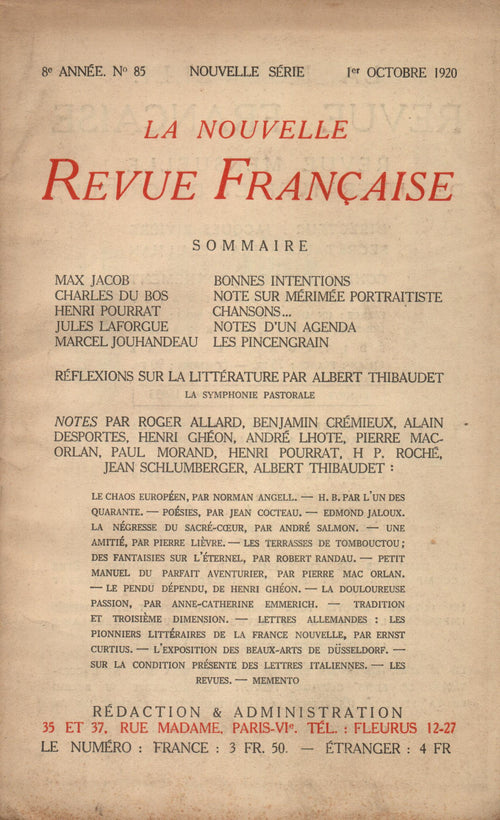 8e ANNÉE. No 85 NOUVELLE SÉRIE 1er OCTOBRE 1920
LA NOUVELLE
REVUE FRANÇAISE
SOMMAIRE
MAX JACOB BONNES INTENTIONS
CHARLES DU BOS NOTE SUR MÉRIMÉE PORTRAITISTE
HENRI POURRAT CHANSONS...
JULES LAFORGUE NOTES D'UN AGENDA
MARCEL JOUHANDEAU LES PINCENGRAIN
RÉFLEXIONS SUR LA LITTÉRATURE PAR ALBERT THIBAUDET
LA SYMPHONIE PASTORALE
NOTES PAR ROGER ALLARD, BENJAMIN CRÉMIEUX, ALAIN
DESPORTES, HENRI GHÉON, ANDRÉ LHOTE, PIERRE MAC-
ORLAN, PAUL MORAND, HENRI POURRAT, H P. ROCHÉ,
JEAN SCHLUMBERGER, ALBERT THIBAUDET :
LE CHAOS EUROPÉEN, PAR NORMAN ANGELL. — H. B. PAR L'UN DES
QUARANTE. — POÉSIES, PAR JEAN COCTEAU. — EDMOND JALOUX.
LA NÉGRESSE DU SACRÉ-CŒUR, PAR ANDRÉ SALMON. — UNE
AMITIÉ, PAR PIERRE LIÈVRE. — LES TERRASSES DE TOMBOUCTOU ;
DES FANTAISIES SUR L'ÉTERNEL, PAR ROBERT RANDAU. — PETIT
MANUEL DU PARFAIT AVENTURIER, PAR PIERRE MAC ORLAN.
— LE PENDU DÉPENDU, DE HENRI GHÉON. — LA DOULOUREUSE
PASSION, PAR ANNE-CATHERINE EMMERICH. — TRADITION
ET TROISIÈME DIMENSION. — LETTRES ALLEMANDES : LES
PIONNIERS LITTÉRAIRES DE LA FRANCE NOUVELLE, PAR ERNST
CURTIUS. — L'EXPOSITION DES BEAUX-ARTS DE DÜSSELDORF. —
SUR LA CONDITION PRÉSENTE DES LETTRES ITALIENNES. — LES
REVUES. — MEMENTO
RÉDACTION & ADMINISTRATION
35 ET 37, RUE MADAME, PARIS-VIe. TÉL. : FLEURUS 12-27
LE NUMÉRO : FRANCE : 3 FR. 50. — ÉTRANGER : 4 FR